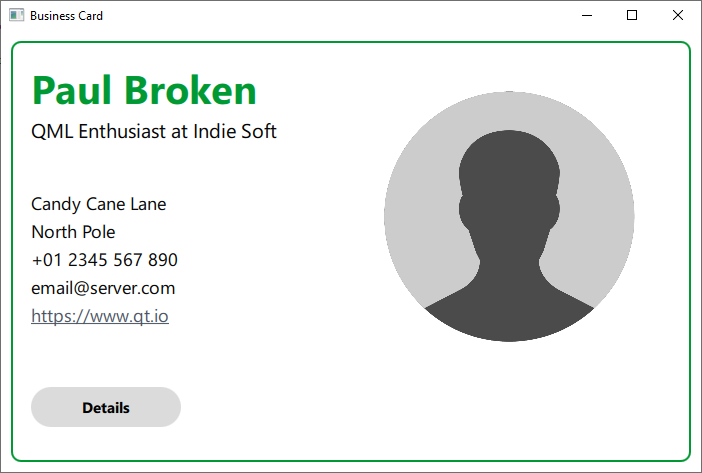 Business Card
Paul Broken
QML Enthusiast at Indie Soft
Candy Cane Lane
North Pole
+01 2345 567 890
email@server.com
https://www.qt.io
Details